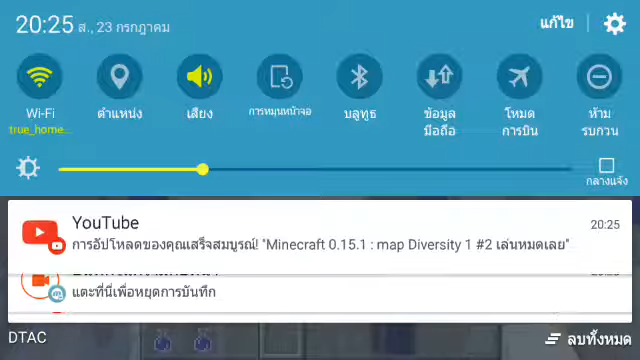 20:25 ส., 23 กรกฎาคม
แก้ไข
Wi-Fi
true_home...
ตำแหน่ง
เสียง
การหมุนหน้าจอ
บลูทูธ
ข้อมูล
มือถือ
โหมด
การบิน
ห้าม
รบกวน
กลางแจ้ง
YouTube
20:25
การอัปโหลดของคุณเสร็จสมบูรณ์! "Minecraft 0.15.1 : map Diversity 1 #2 เล่นหมดเลย"
แตะที่นี่เพื่อหยุดการบันทึก
DTAC
ลบทั้งหมด